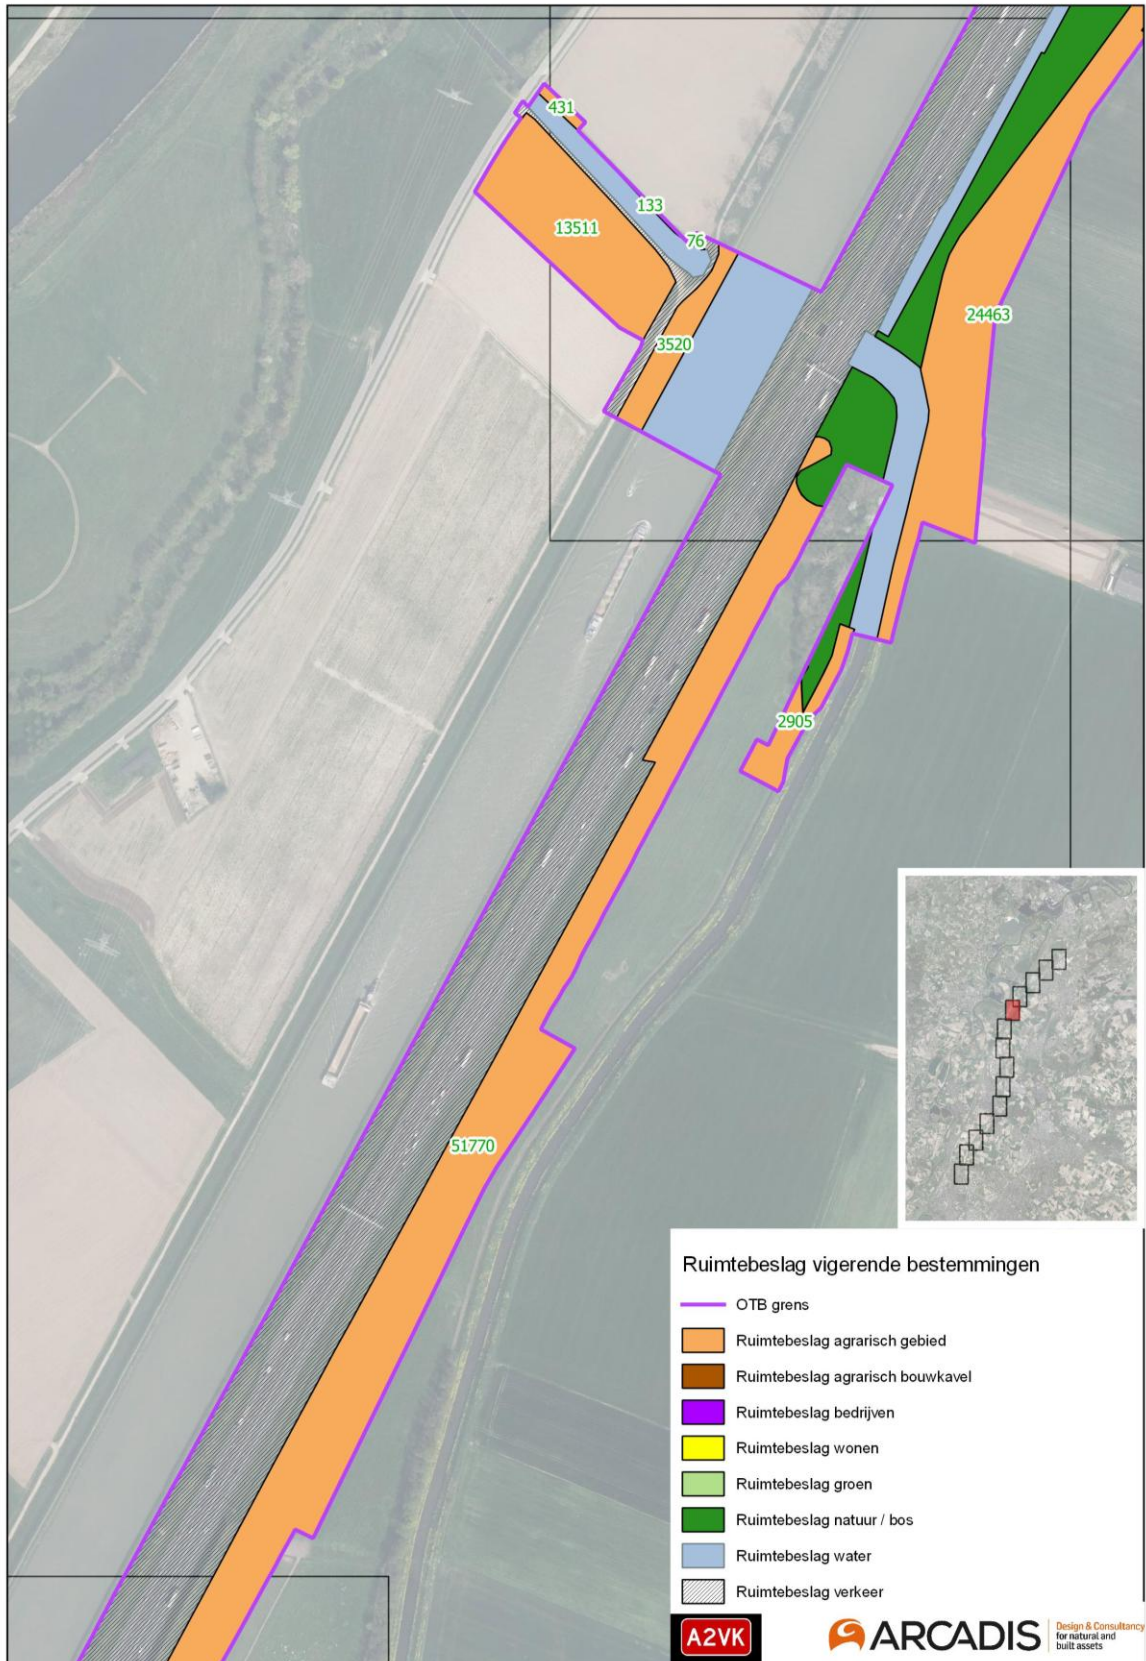 431
133
13511
76
24463
3520
2905
51770
Ruimtebeslag vigerende bestemmingen
OTB grens
Ruimtebeslag agrarisch gebied
Ruimtebeslag agrarisch bouwkavel
Ruimtebeslag bedrijven
Ruimtebeslag wonen
Ruimtebeslag groen
Ruimtebeslag natuur / bos
Ruimtebeslag water
Ruimtebeslag verkeer
A2VK
ARCADIS
Design & Consultancy
for natural and
built assets